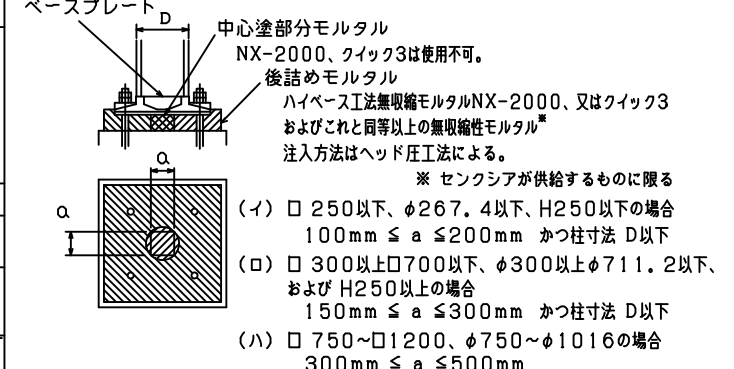 ベースプレート
D
中心塗部分モルタル
NX-2000、クイック3は使用不可。
後詰めモルタル
ハイベース工法無収縮モルタルNX-2000、又はクイック3
およびこれと同等以上の無収縮性モルタル※
注入方法はヘッド圧工法による。
※ センクシアが供給するものに限る
a
a
(イ) □ 250以下、φ267.4以下、H250以下の場合
100mm ≦ a ≦200mm かつ柱寸法 D以下
(ロ) □ 300以上□700以下、φ300以上φ711.2以下、
および H250以上の場合
150mm ≦ a ≦300mm かつ柱寸法 D以下
(ハ) □ 750~□1200、φ750~φ1016の場合
300mm ≦ a ≦500mm